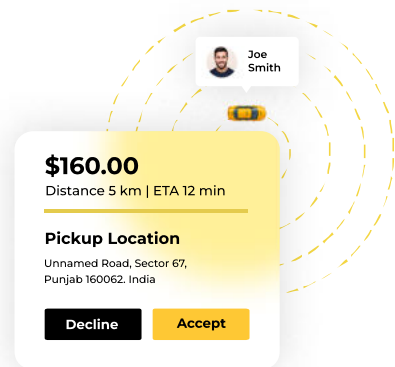 Joe
Smith
$160.00
Distance 5 km | ETA 12 min
Pickup Location
Unnamed Road, Sector 67,
Punjab 160062. India
Decline
Accept